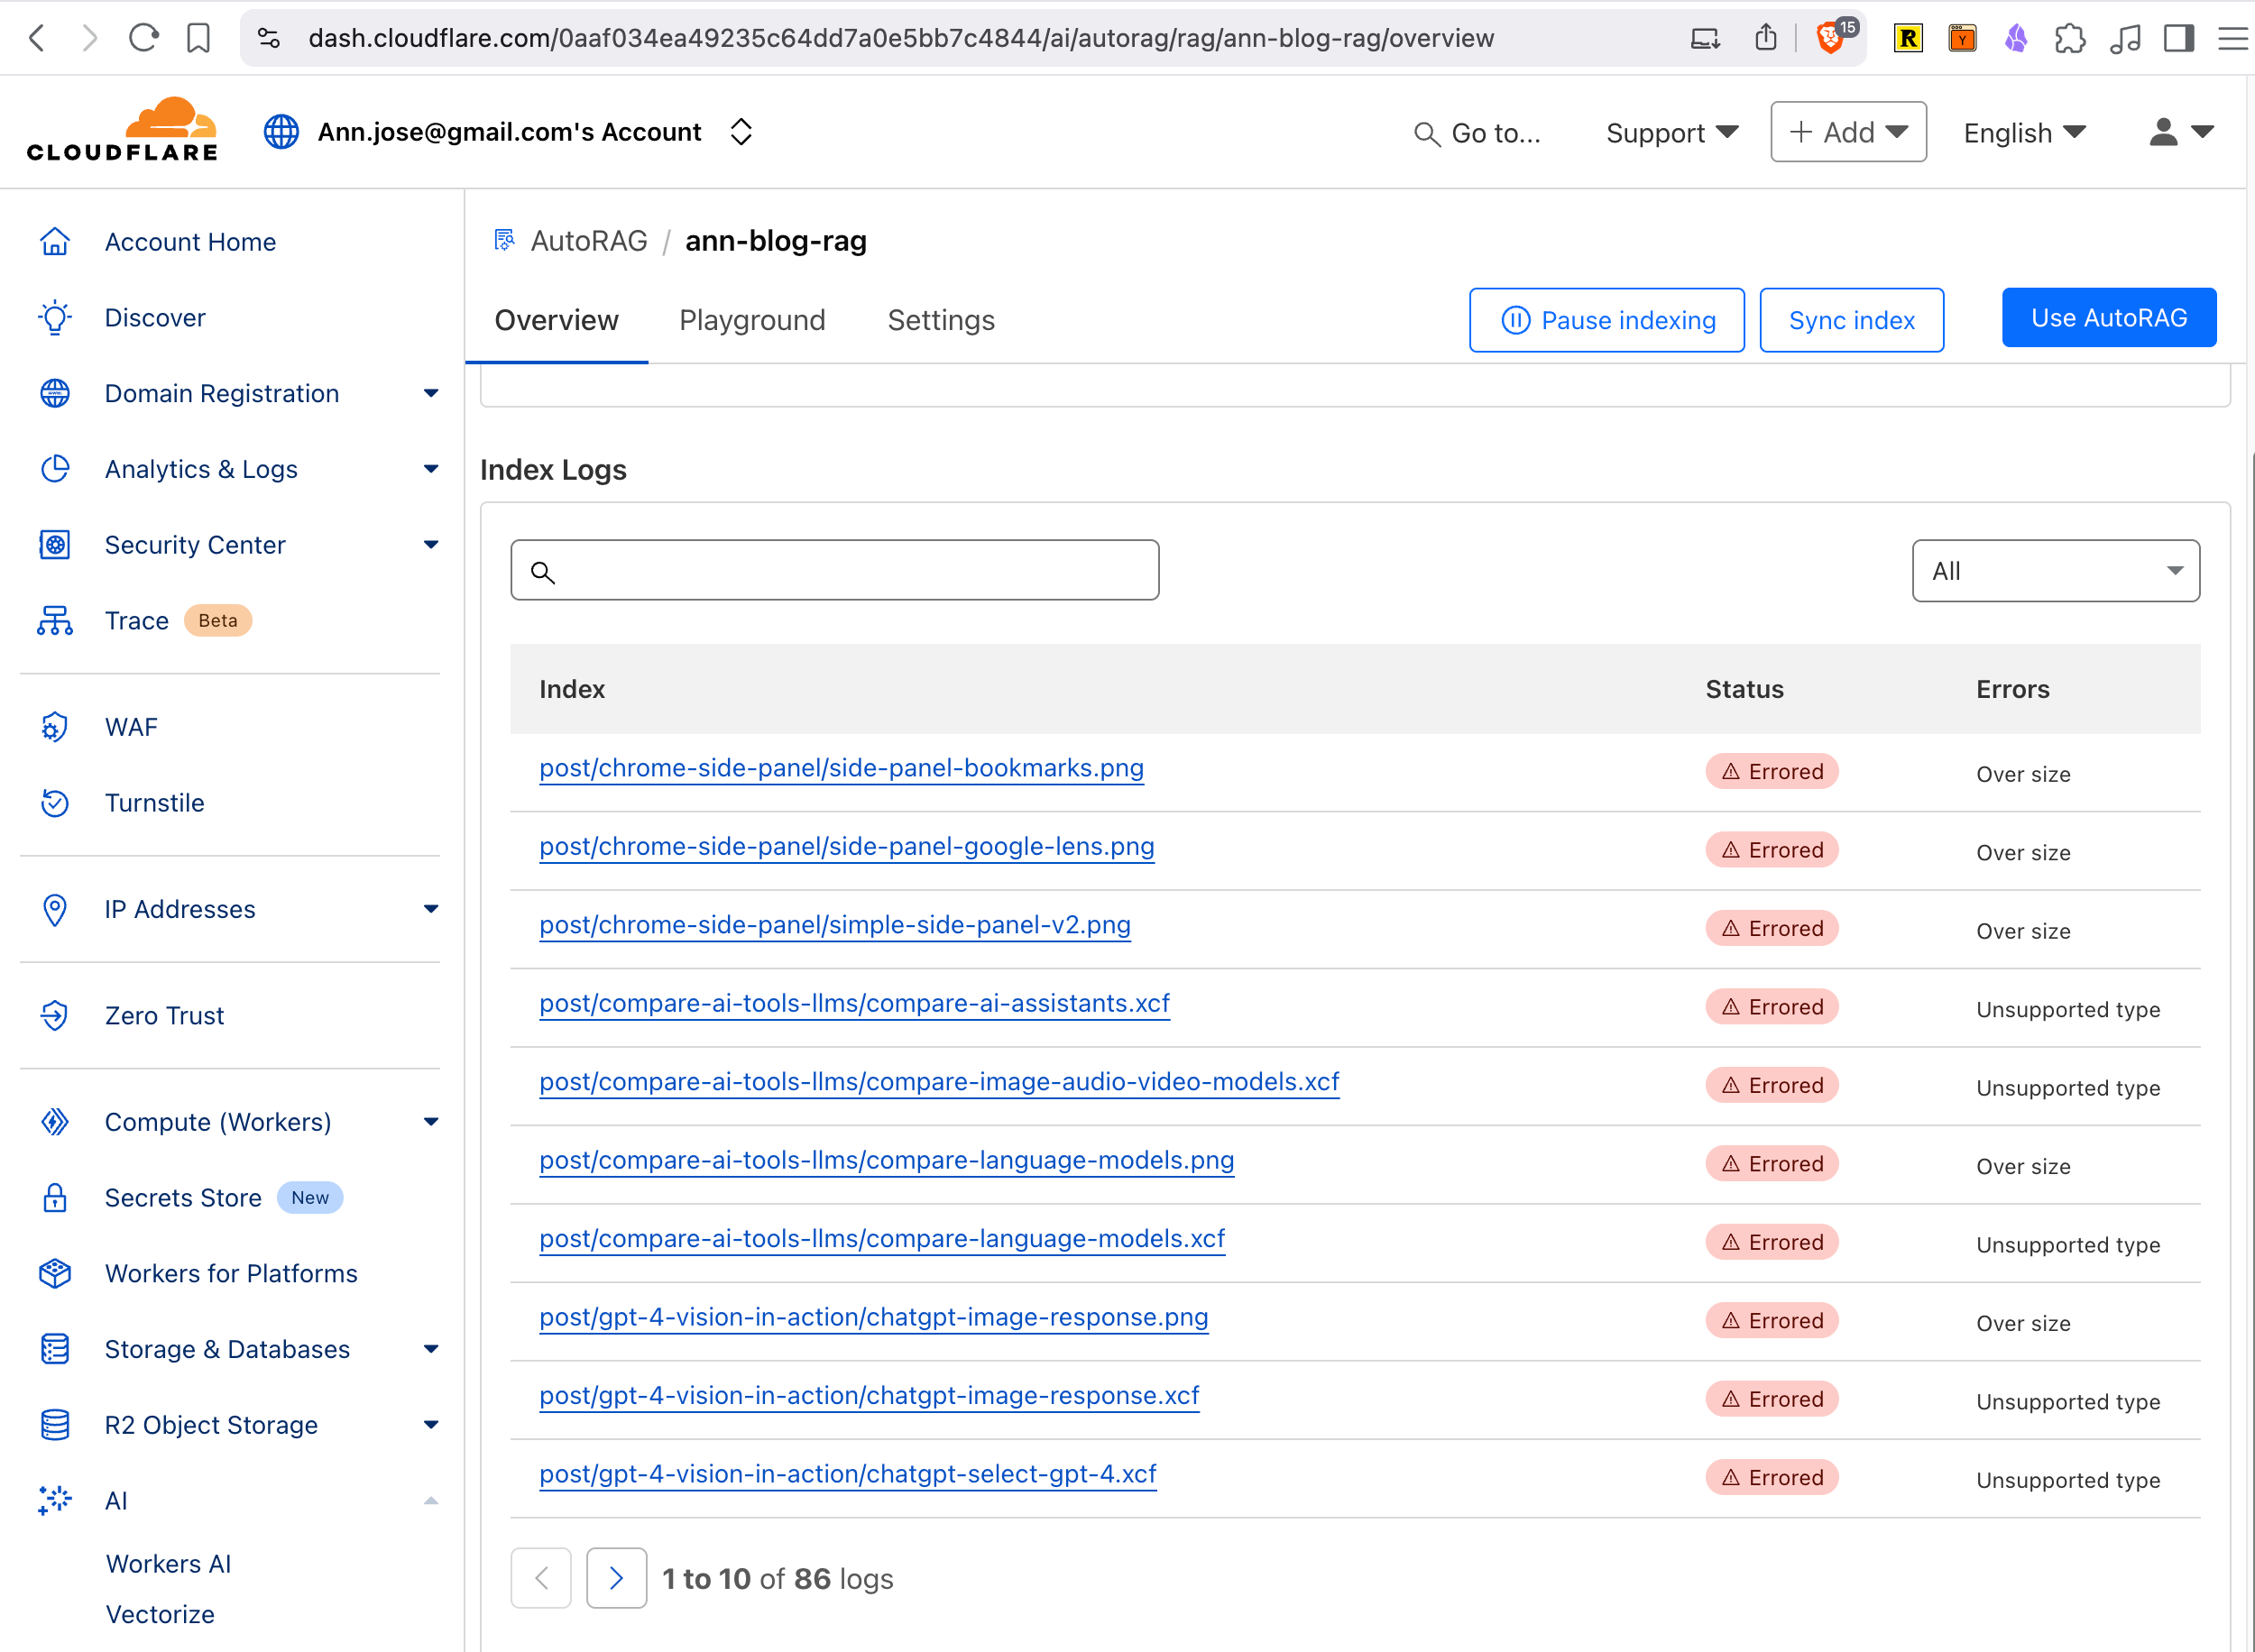 dash.cloudflare.com/0aaf034ea49235c64dd7a0e5bb7c4844/ai/autorag/rag/ann-blog-rag/overview
15
R
Y
CLOUDFLARE
Ann.jose@gmail.com's Account
Go to...
Support
+ Add
English
Account Home
Discover
Domain Registration
Analytics & Logs
Security Center
Trace Beta
WAF
Turnstile
IP Addresses
Zero Trust
Compute (Workers)
Secrets Store New
Workers for Platforms
Storage & Databases
R2 Object Storage
AI
Workers AI
Vectorize
AutoRAG / ann-blog-rag
Overview
Playground
Settings
Pause indexing
Sync index
Use AutoRAG
Index Logs
All
Index Status Errors
post/chrome-side-panel/side-panel-bookmarks.png Errored Over size
post/chrome-side-panel/side-panel-google-lens.png Errored Over size
post/chrome-side-panel/simple-side-panel-v2.png Errored Over size
post/compare-ai-tools-llms/compare-ai-assistants.xcf Errored Unsupported type
post/compare-ai-tools-llms/compare-image-audio-video-models.xcf Errored Unsupported type
post/compare-ai-tools-llms/compare-language-models.png Errored Over size
post/compare-ai-tools-llms/compare-language-models.xcf Errored Unsupported type
post/gpt-4-vision-in-action/chatgpt-image-response.png Errored Over size
post/gpt-4-vision-in-action/chatgpt-image-response.xcf Errored Unsupported type
post/gpt-4-vision-in-action/chatgpt-select-gpt-4.xcf Errored Unsupported type
1 to 10 of 86 logs